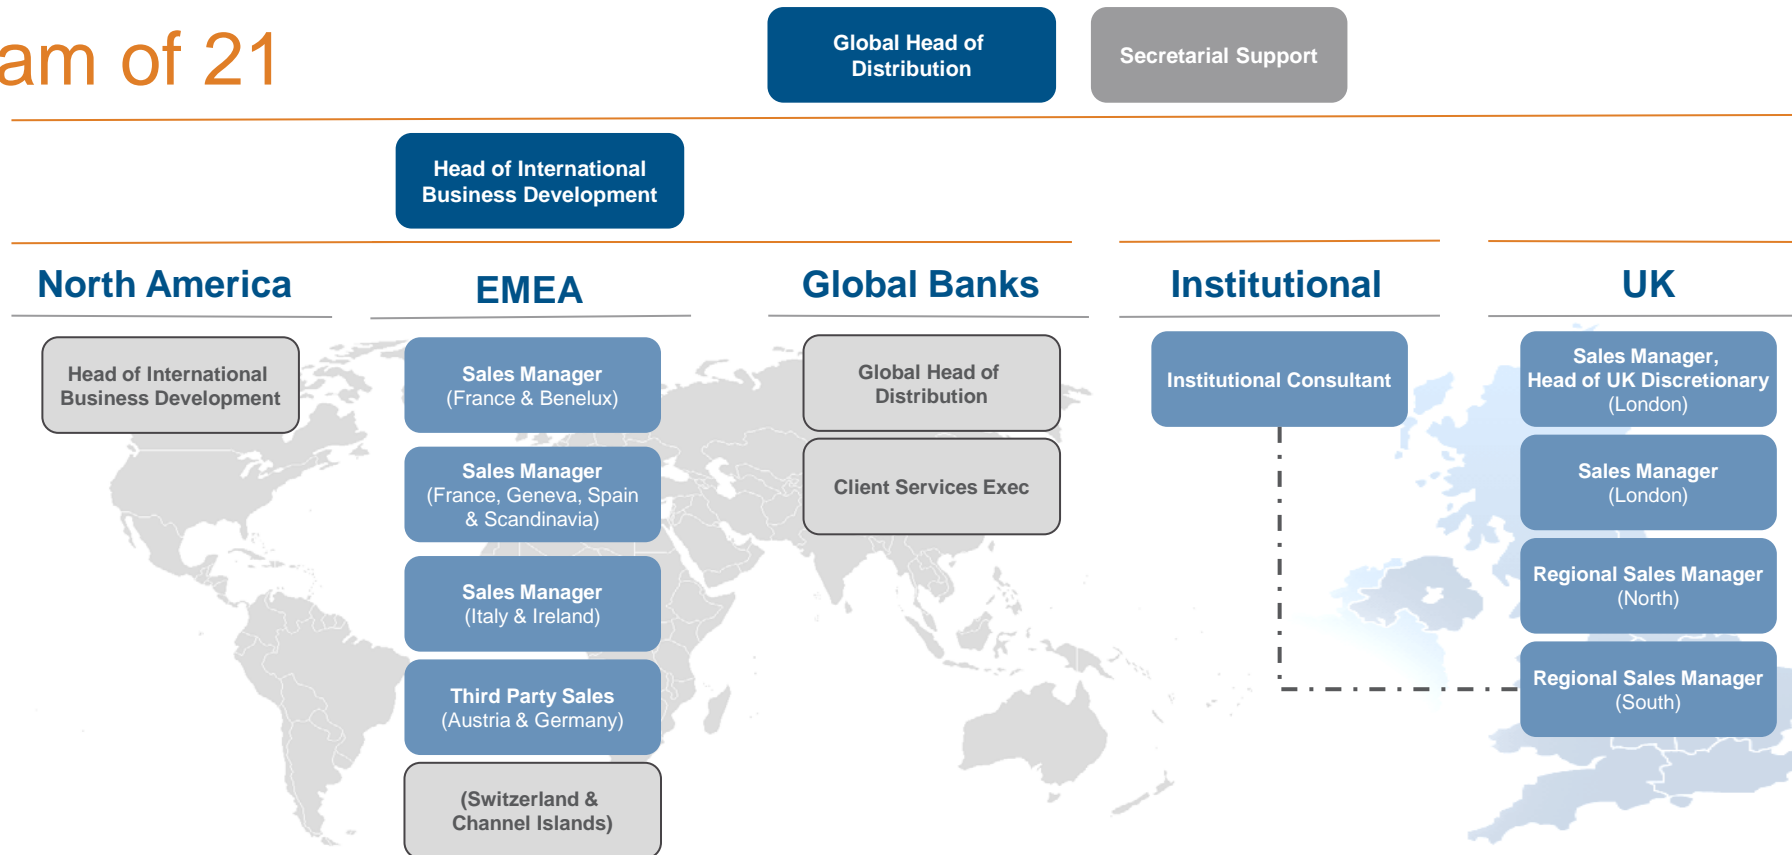 am of 21
Global Head of
Distribution
Secretarial Support
Head of International
Business Development
North America
EMEA
Global Banks
Institutional
UK
Head of International
Business Development
Sales Manager
(France & Benelux)
Sales Manager
(France, Geneva, Spain
& Scandinavia)
Sales Manager
(Italy & Ireland)
Third Party Sales
(Austria & Germany)
(Switzerland &
Channel Islands)
Global Head of
Distribution
Client Services Exec
Institutional Consultant
Sales Manager,
Head of UK Discretionary
(London)
Sales Manager
(London)
Regional Sales Manager
(North)
Regional Sales Manager
(South)